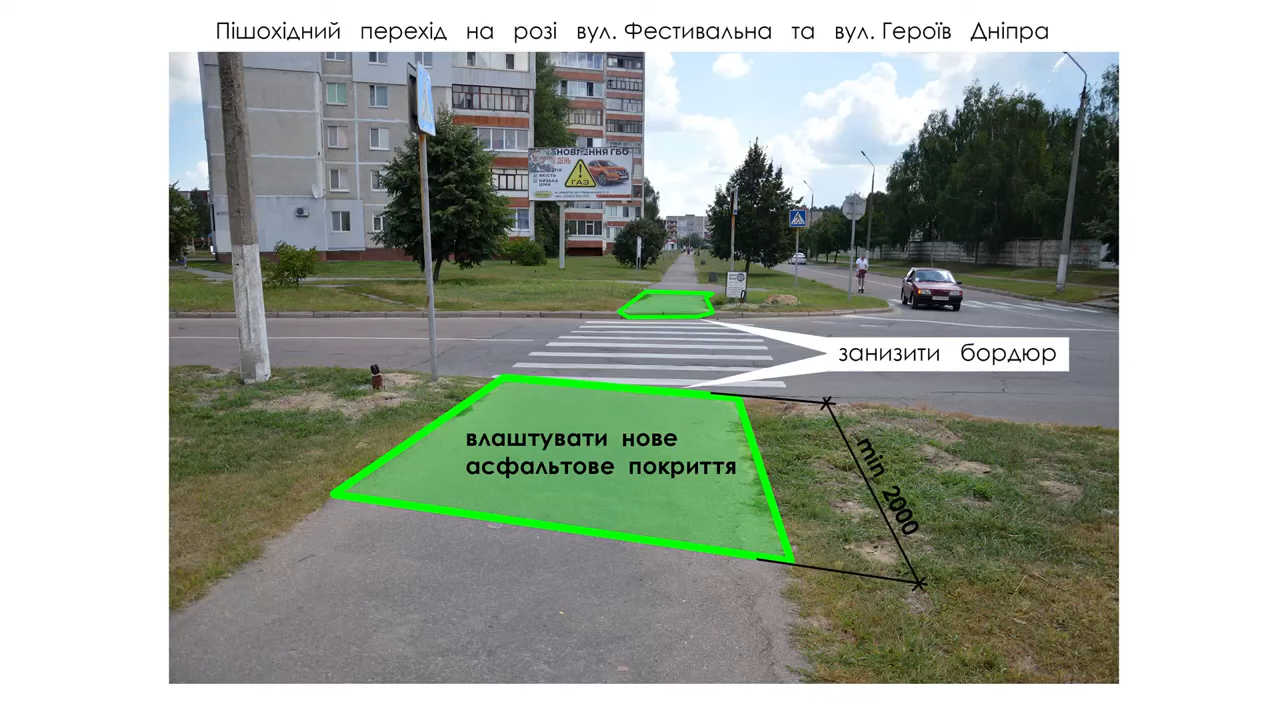 Пішохідний перехід на розі вул. Фестивальна та вул. Героїв Дніпра
ГАЗ
занизити бордюр
влаштувати нове
асфальтове покриття
min 2000